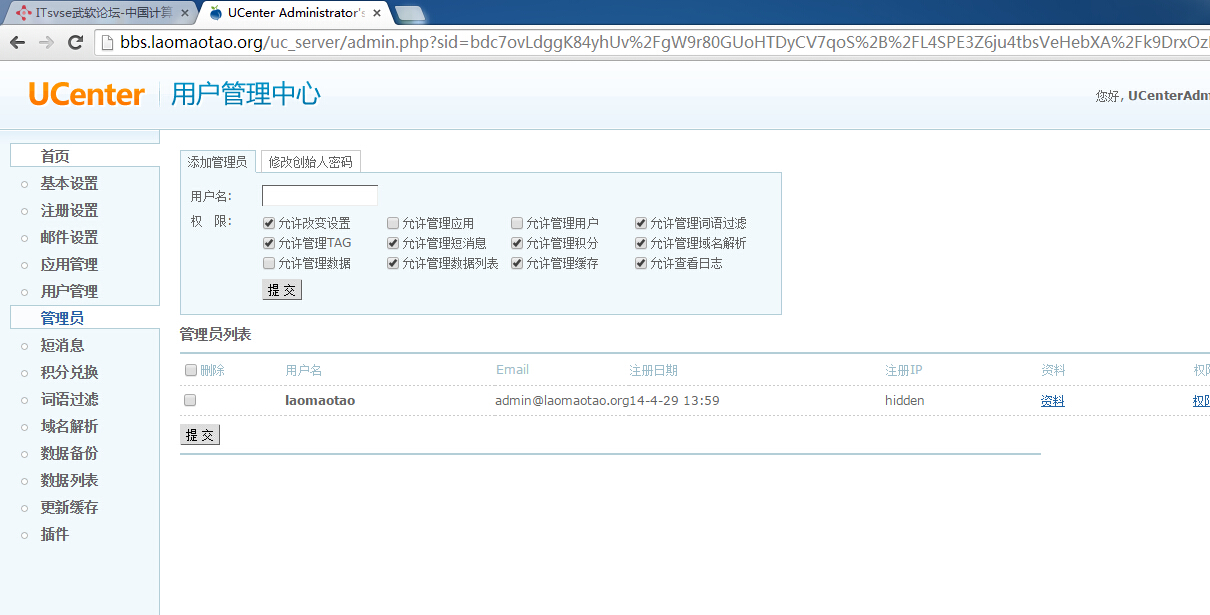 ITsvse武软论坛-中国计算
UCenter Administrator's
bbs.laomaotao.org/uc_server/admin.php?sid=bdc7ovLdggK84yhUv%2FgW9r80GUoHTDyCV7qoS%2B%2FL4SPE3Z6ju4tbsVeHebXA%2Fk9DrxOz
UCenter 用户管理中心
您好, UCenterAdm
首页
基本设置
注册设置
邮件设置
应用管理
用户管理
管理员
短消息
积分兑换
词语过滤
域名解析
数据备份
数据列表
更新缓存
插件
添加管理员 修改创始人密码
用户名:
权 限: 允许改变设置 允许管理应用 允许管理用户 允许管理词语过滤
允许管理TAG 允许管理短消息 允许管理积分 允许管理域名解析
允许管理数据 允许管理数据列表 允许管理缓存 允许查看日志
提 交
管理员列表
删除 用户名 Email 注册日期 注册IP 资料 权限
laomaotao admin@laomaotao.org14-4-29 13:59 hidden 资料 权限
提 交